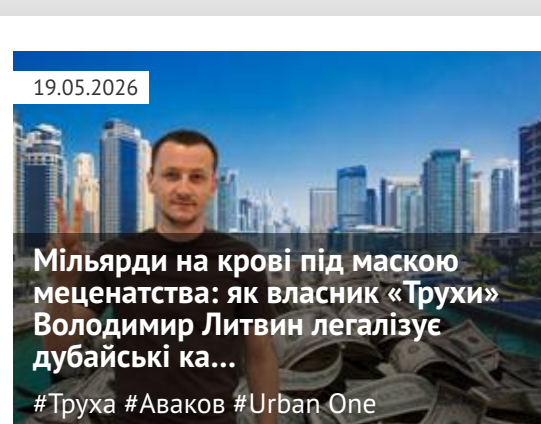 19.05.2026
Мільярди на крові під маскою
меценатства: як власник «Трухи»
Володимир Литвин легалізує
дубайські ка...
#Труха #Аваков #Urban One